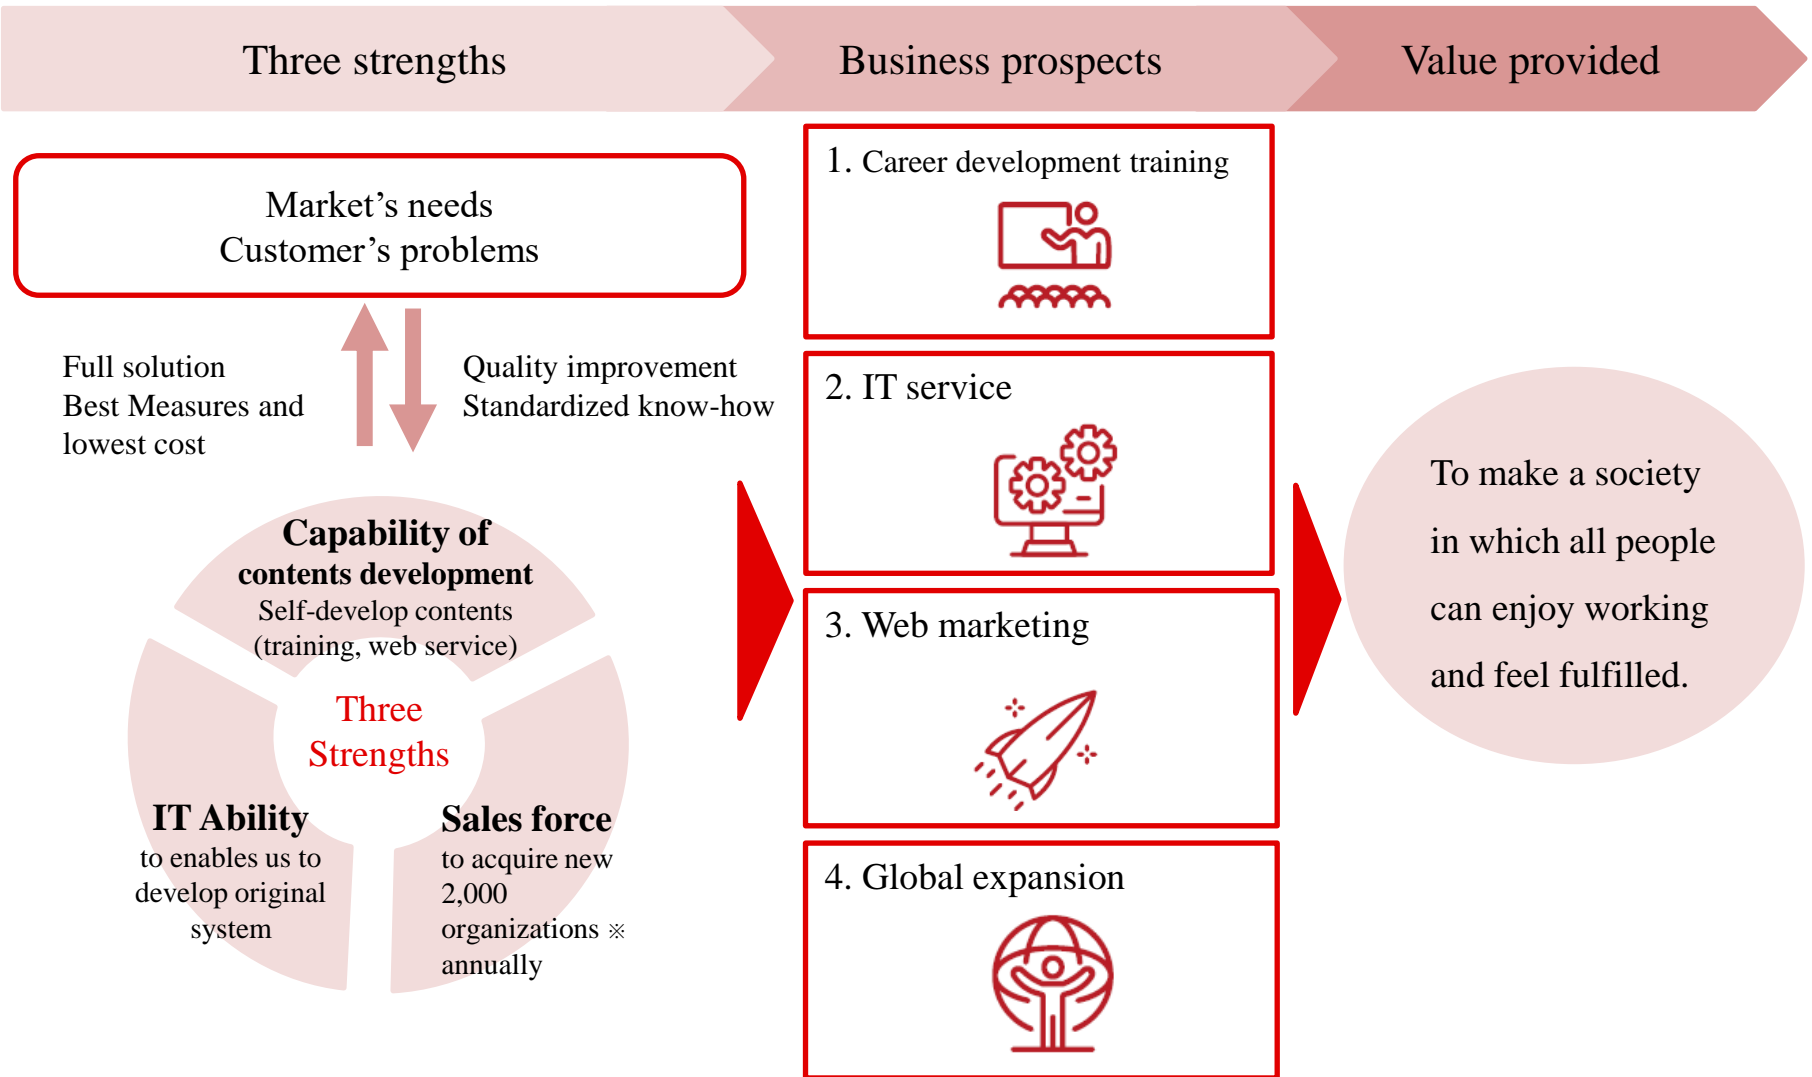 Three strengths
Business prospects
Value provided
Market’s needs
Customer’s problems
Full solution
Best Measures and
lowest cost
Quality improvement
Standardized know-how
Capability of
contents development
Self-develop contents
(training, web service)
Three
Strengths
IT Ability
to enables us to
develop original
system
Sales force
to acquire new
2,000
organizations ※
annually
1. Career development training
2. IT service
3. Web marketing
4. Global expansion
To make a society
in which all people
can enjoy working
and feel fulfilled.